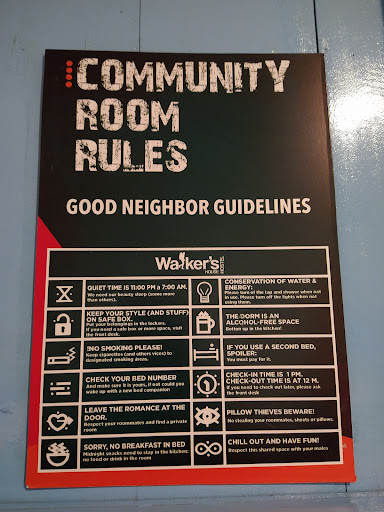 COMMUNITY
ROOM
RULES
GOOD NEIGHBOR GUIDELINES
Walker's
HOUSE
HOSTEL
QUIET TIME IS 11:00 PM a 7:00 AM.
We need our beauty sleep (some more
than others).
KEEP YOUR STYLE (AND STUFF)
ON SAFE BOX.
Put your belongings in the lockers.
If you need a safe box or more space, visit
the front desk.
!NO SMOKING PLEASE!
Keep cigarettes (and others vices) to
designated smoking areas.
CHECK YOUR BED NUMBER
And make sure it is yours, if not could you
wake up with a new bed companion
LEAVE THE ROMANCE AT THE
DOOR.
Respect your roommates and find a private
room
SORRY, NO BREAKFAST IN BED
Midnight snacks need to stay in the kitchen,
no food or drink in the room
CONSERVATION OF WATER &
ENERGY:
Please turn of the tap and shower when not
in use. Please turn off the lights when not
using them.
THE DORM IS AN
ALCOHOL-FREE SPACE
Better up in the kitchen!
IF YOU USE A SECOND BED,
SPOILER:
You must pay for it.
CHECK-IN TIME IS 1 PM,
CHECK-OUT TIME IS AT 12 M.
If you need to check out later, please ask
the front desk
PILLOW THIEVES BEWARE!
No stealing your roommates, sheets or pillows.
CHILL OUT AND HAVE FUN!
Respect this shared space with your mates